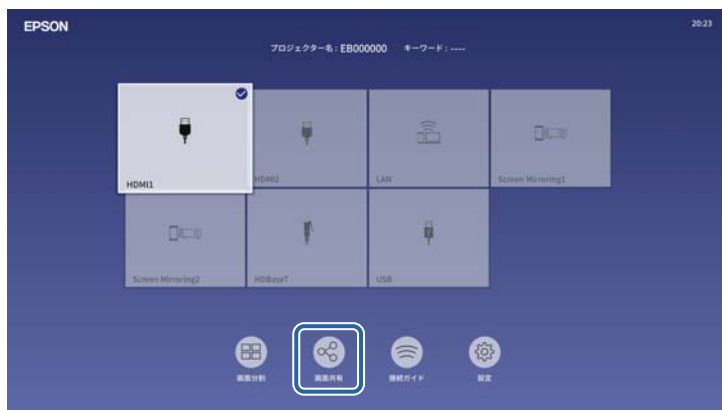 EPSON
20:23
プロジェクター名 : EB000000 キーワード : ----
HDMI1
HDMI2
LAN
Screen Mirroring1
Screen Mirroring2
HDBaseT
USB
画面分割
画面共有
接続ガイド
設定